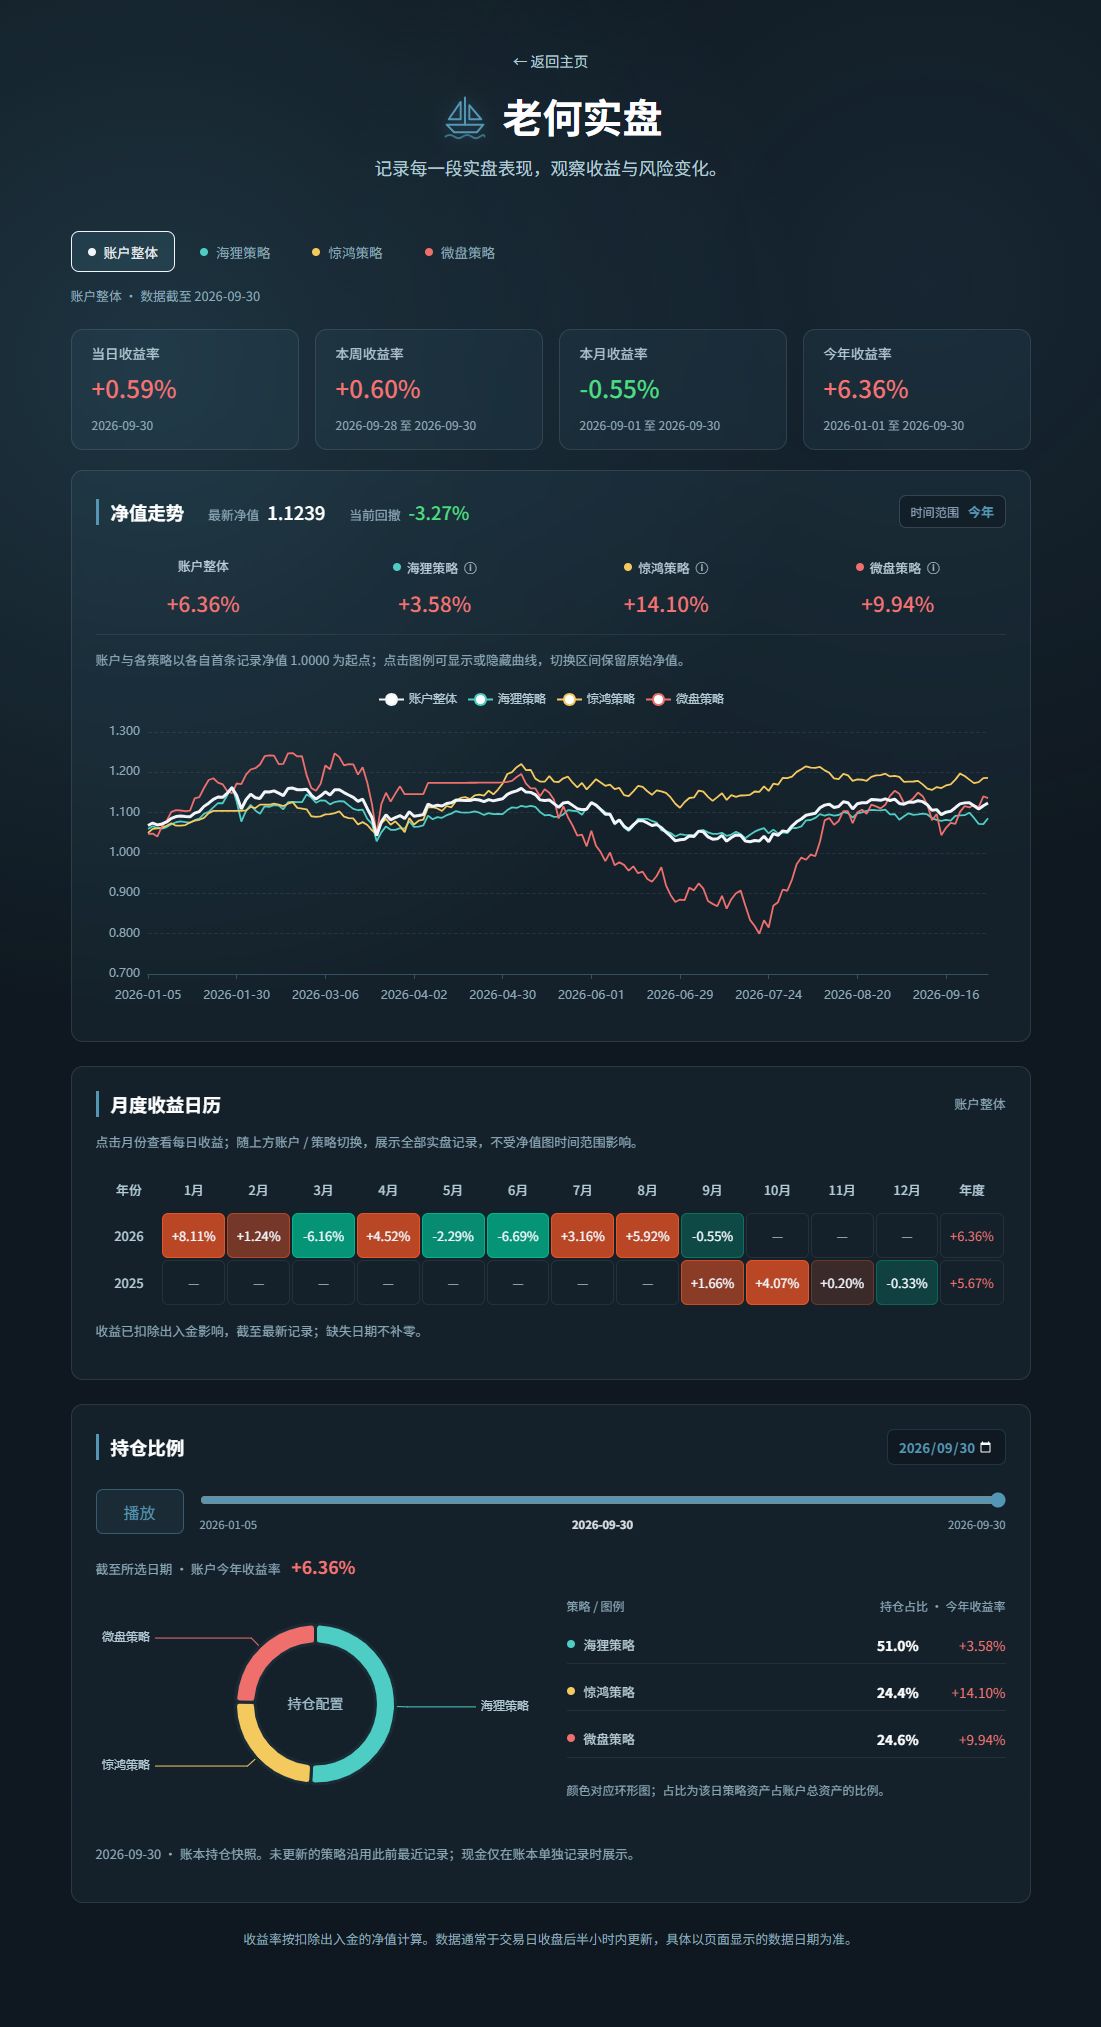 ← 返回主页
老何实盘
记录每一段实盘表现，观察收益与风险变化。
账户整体 海狸策略 惊鸿策略 微盘策略
账户整体 · 数据截至 2026-09-30
当日收益率
+0.59%
2026-09-30
本周收益率
+0.60%
2026-09-28 至 2026-09-30
本月收益率
-0.55%
2026-09-01 至 2026-09-30
今年收益率
+6.36%
2026-01-01 至 2026-09-30
净值走势 最新净值 1.1239 当前回撤 -3.27% 时间范围 今年
账户整体 海狸策略 ⓘ 惊鸿策略 ⓘ 微盘策略 ⓘ
+6.36% +3.58% +14.10% +9.94%
账户与各策略以各自首条记录净值 1.0000 为起点；点击图例可显示或隐藏曲线，切换区间保留原始净值。
账户整体 海狸策略 惊鸿策略 微盘策略
1.300
1.200
1.100
1.000
0.900
0.800
0.700
2026-01-05 2026-01-30 2026-03-06 2026-04-02 2026-04-30 2026-06-01 2026-06-29 2026-07-24 2026-08-20 2026-09-16
月度收益日历 账户整体
点击月份查看每日收益；随上方账户 / 策略切换，展示全部实盘记录，不受净值图时间范围影响。
年份 1月 2月 3月 4月 5月 6月 7月 8月 9月 10月 11月 12月 年度
2026 +8.11% +1.24% -6.16% +4.52% -2.29% -6.69% +3.16% +5.92% -0.55% — — — +6.36%
2025 — — — — — — — — +1.66% +4.07% +0.20% -0.33% +5.67%
收益已扣除出入金影响，截至最新记录；缺失日期不补零。
持仓比例 2026/09/30
播放
2026-01-05 2026-09-30 2026-09-30
截至所选日期 · 账户今年收益率 +6.36%
微盘策略
持仓配置
海狸策略
惊鸿策略
策略 / 图例 持仓占比 · 今年收益率
海狸策略 51.0% +3.58%
惊鸿策略 24.4% +14.10%
微盘策略 24.6% +9.94%
颜色对应环形图；占比为该日策略资产占账户总资产的比例。
2026-09-30 · 账本持仓快照。未更新的策略沿用此前最近记录；现金仅在账本单独记录时展示。
收益率按扣除出入金的净值计算。数据通常于交易日收盘后半小时内更新，具体以页面显示的数据日期为准。